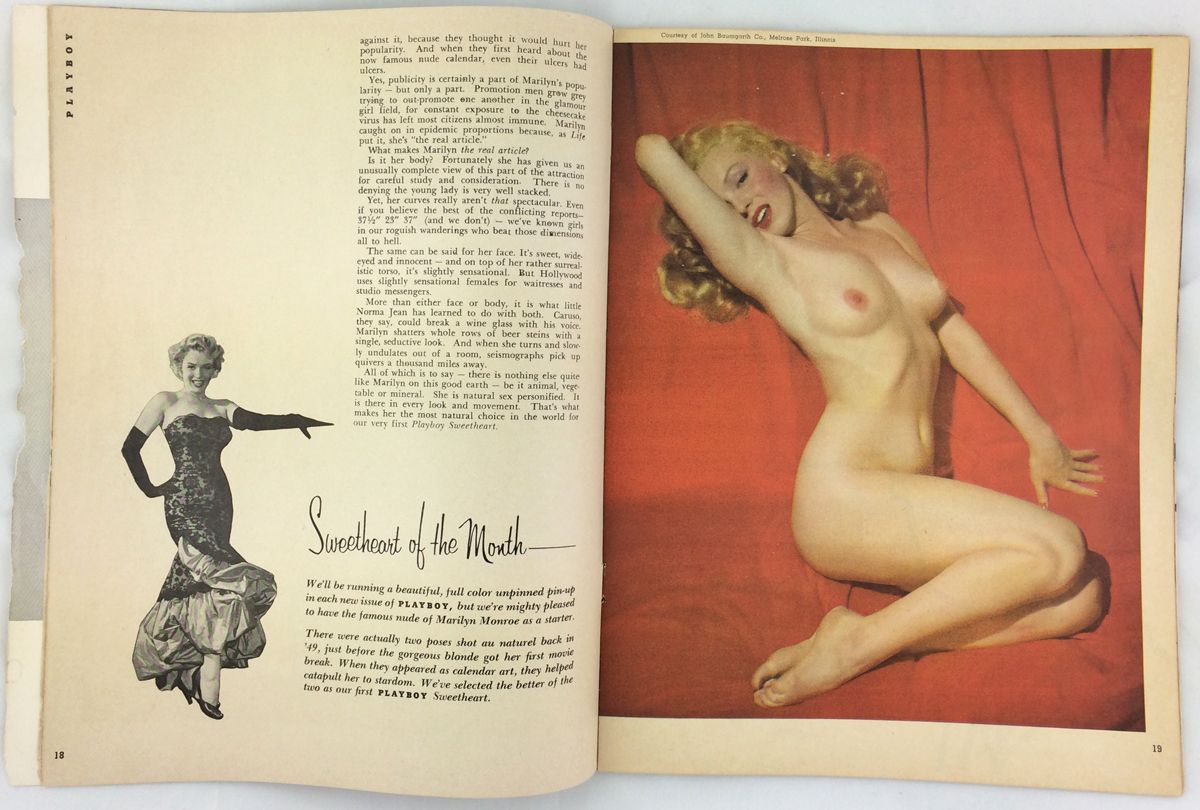 PLAYBOY
against it, because they thought it would hurt her
popularity. And when they first heard about the
now famous nude calendar, even their ulcers had
ulcers.
Yes, publicity is certainly a part of Marilyn's popu-
larity — but only a part. Promotion men grow grey
trying to out-promote one another in the glamour
girl field, for constant exposure to the cheesecake
virus has left most citizens almost immune. Marilyn
caught on in epidemic proportions because, as Life
put it, she's "the real article."
What makes Marilyn the real article?
Is it her body? Fortunately she has given us an
unusually complete view of this part of the attraction
for careful study and consideration. There is no
denying the young lady is very well stacked.
Yet, her curves really aren't that spectacular. Even
if you believe the best of the conflicting reports—
37½" 23" 37" (and we don't) — we've known girls
in our roguish wanderings who beat those dimensions
all to hell.
The same can be said for her face. It's sweet, wide-
eyed and innocent — and on top of her rather surreal-
istic torso, it's slightly sensational. But Hollywood
uses slightly sensational females for waitresses and
studio messengers.
More than either face or body, it is what little
Norma Jean has learned to do with both. Caruso,
they say, could break a wine glass with his voice.
Marilyn shatters whole rows of beer steins with a
single, seductive look. And when she turns and slow-
ly undulates out of a room, seismographs pick up
quivers a thousand miles away.
All of which is to say — there is nothing else quite
like Marilyn on this good earth — be it animal, vege-
table or mineral. She is natural sex personified. It
is there in every look and movement. That's what
makes her the most natural choice in the world for
our very first Playboy Sweetheart.
Sweetheart of the Month—
We'll be running a beautiful, full color unpinned pin-up
in each new issue of PLAYBOY, but we're mighty pleased
to have the famous nude of Marilyn Monroe as a starter.
There were actually two poses shot au naturel back in
'49, just before the gorgeous blonde got her first movie
break. When they appeared as calendar art, they helped
catapult her to stardom. We've selected the better of the
two as our first PLAYBOY Sweetheart.
18
Courtesy of John Baumgarth Co., Melrose Park, Illinois
19